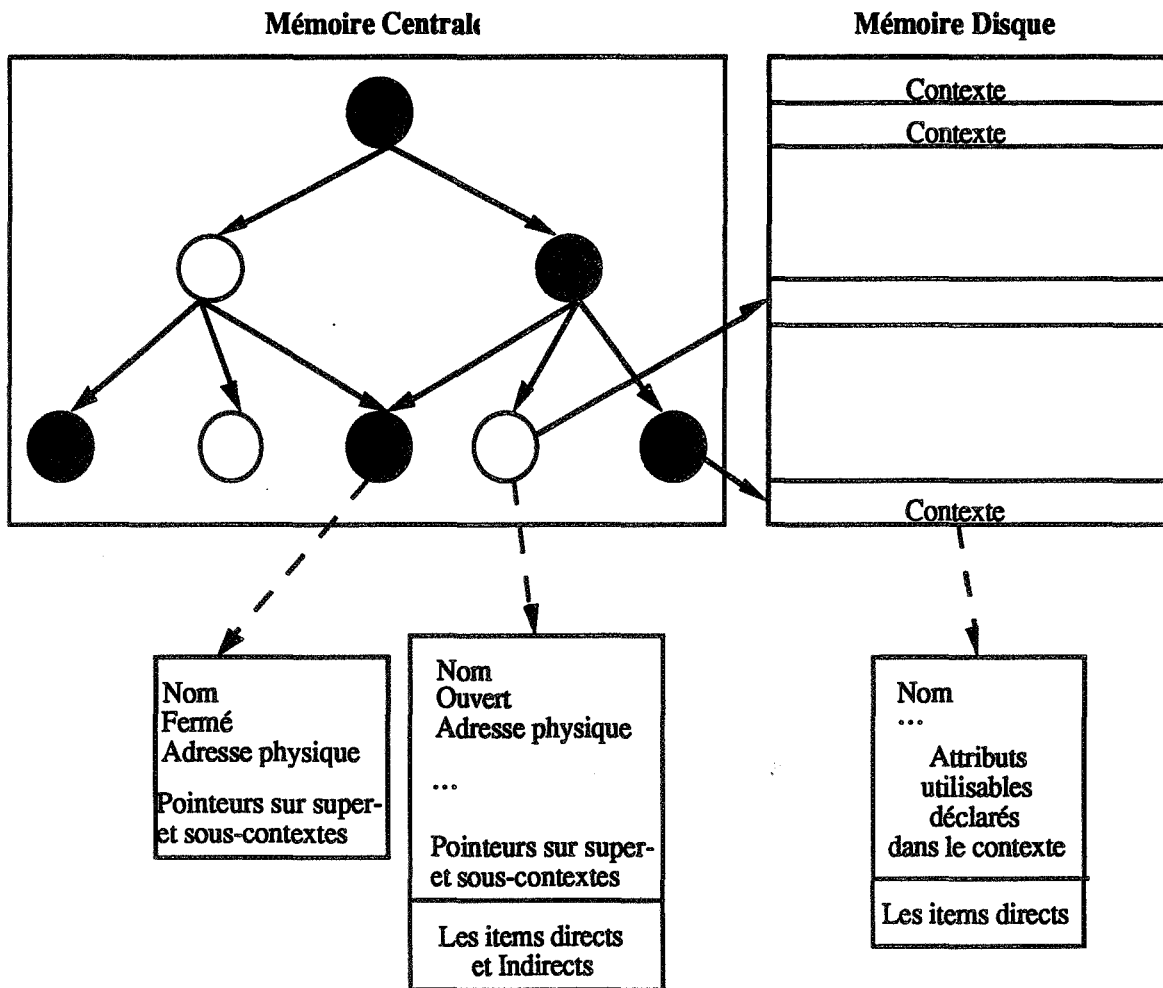 Mémoire Centrale
Mémoire Disque
Contexte
Contexte
Contexte
Nom
Fermé
Adresse physique
Pointeurs sur super-
et sous-contextes
Nom
Ouvert
Adresse physique
...
Pointeurs sur super-
et sous-contextes
Les items directs
et Indirects
Nom
...
Attributs
utilisables
déclarés
dans le contexte
Les items directs